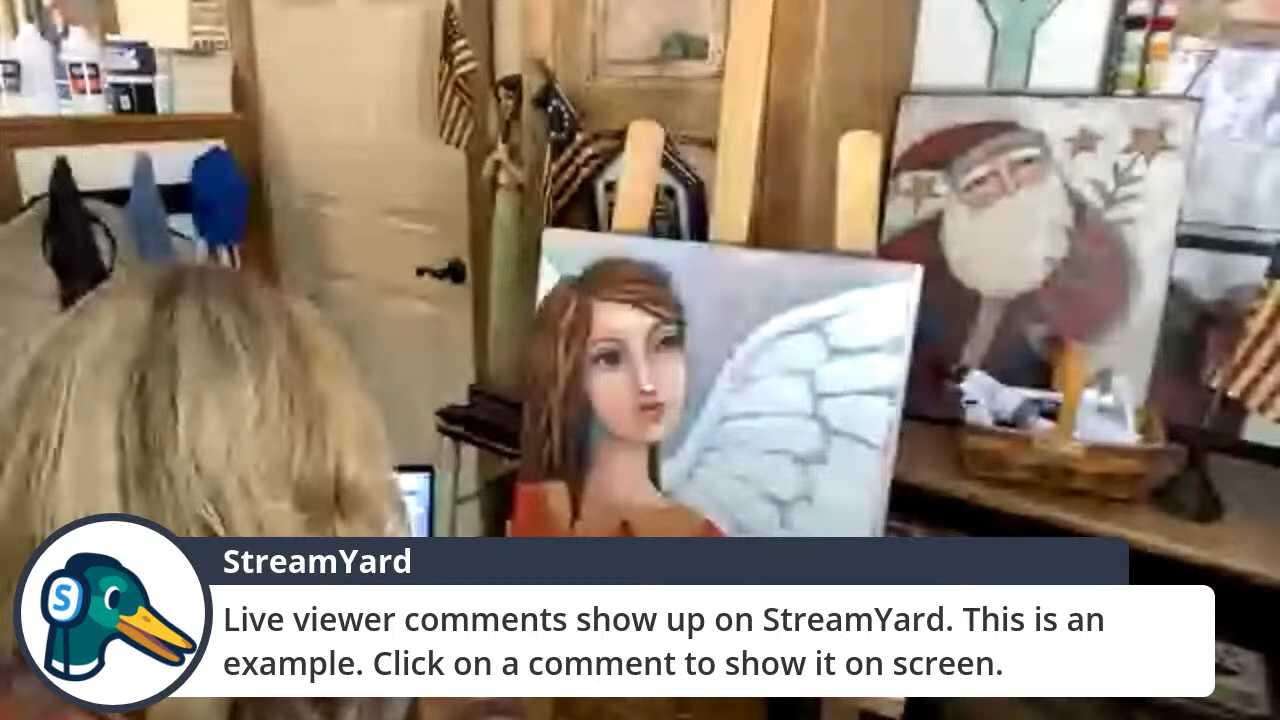 StreamYard
S
Live viewer comments show up on StreamYard. This is an
example. Click on a comment to show it on screen.